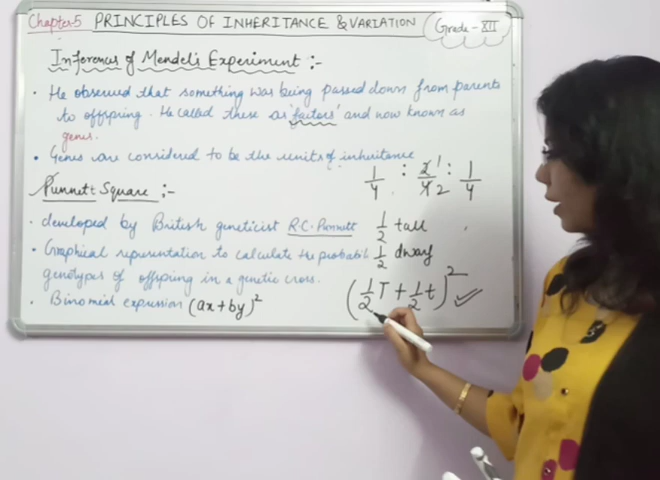 Chapter-5 PRINCIPLES OF INHERITANCE & VARIATION
Grade - XII
Inferences of Mendel's Experiment :-
• He observed that something was being passed down from parents
to offspring. He called these as 'factors' and now known as
genes.
• Genes are considered to be the units of inheritance
1/4 : 2 1 / 4 2 : 1/4
Punnett Square :-
• developed by British geneticist R.C. Punnett
1/2 tall
• Graphical representation to calculate the probabil
1/2 dwarf
genotypes of offspring in a genetic cross.
• Binomial expression (ax + by)²
(1/2 T + 1/2 t)²